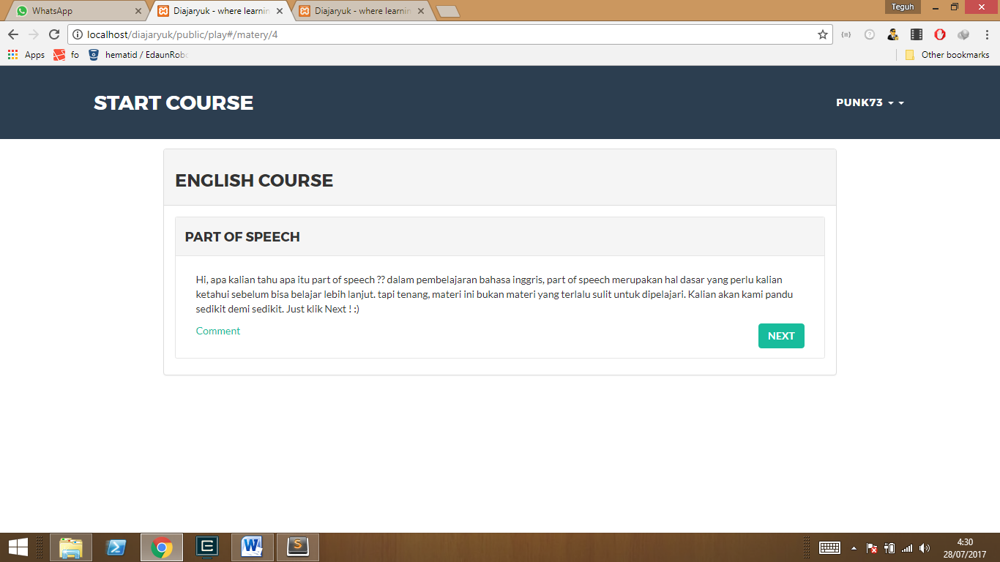 WhatsApp
Diajaryuk - where learnin
Diajaryuk - where learnin
Teguh
localhost/diajaryuk/public/play#/matery/4
Apps
fo
hematid / EdaunRob
Other bookmarks
START COURSE
PUNK73
ENGLISH COURSE
PART OF SPEECH
Hi, apa kalian tahu apa itu part of speech ?? dalam pembelajaran bahasa inggris, part of speech merupakan hal dasar yang perlu kalian
ketahui sebelum bisa belajar lebih lanjut. tapi tenang, materi ini bukan materi yang terlalu sulit untuk dipelajari. Kalian akan kami pandu
sedikit demi sedikit. Just klik Next ! :)
Comment
NEXT
4:30
28/07/2017